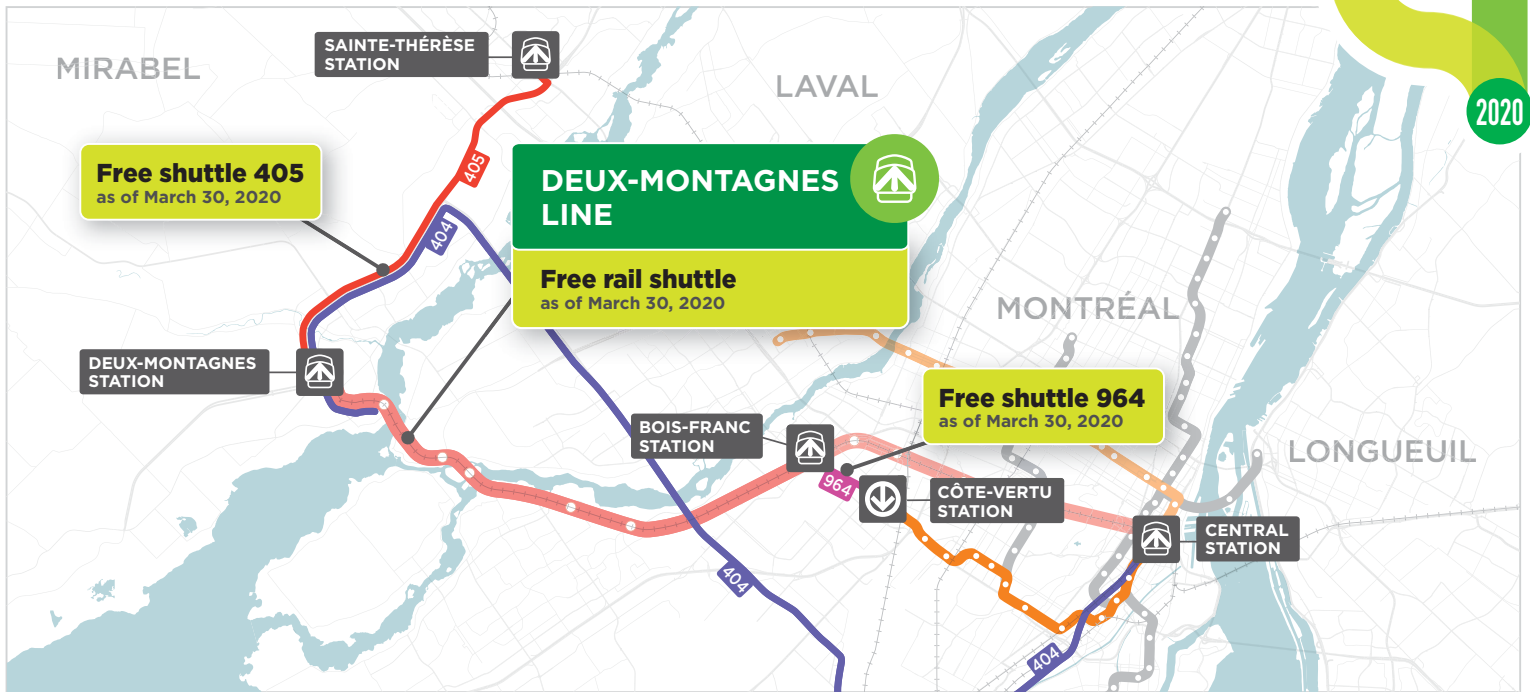 SAINTE-THÉRÈSE
STATION
MIRABEL
LAVAL
2020
Free shuttle 405
as of March 30, 2020
405
DEUX-MONTAGNES
LINE
404
Free rail shuttle
as of March 30, 2020
MONTRÉAL
DEUX-MONTAGNES
STATION
Free shuttle 964
as of March 30, 2020
BOIS-FRANC
STATION
LONGUEUIL
964
CÔTE-VERTU
STATION
CENTRAL
STATION
404
404